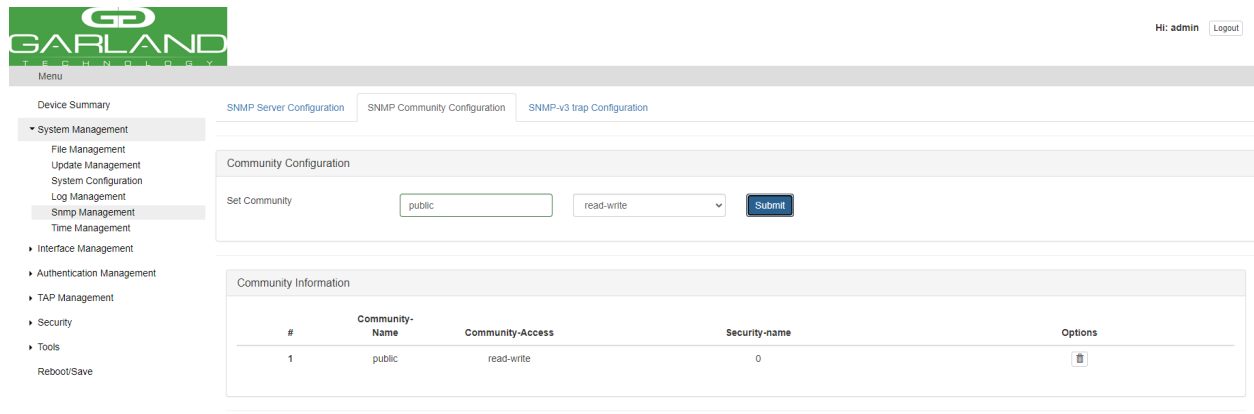 GARLAND
TECHNOLOGY
Hi: admin Logout
Menu
Device Summary
System Management
File Management
Update Management
System Configuration
Log Management
Snmp Management
Time Management
Interface Management
Authentication Management
TAP Management
Security
Tools
Reboot/Save
SNMP Server Configuration SNMP Community Configuration SNMP-v3 trap Configuration
Community Configuration
Set Community public read-write Submit
Community Information
# Community-Name Community-Access Security-name Options
1 public read-write 0